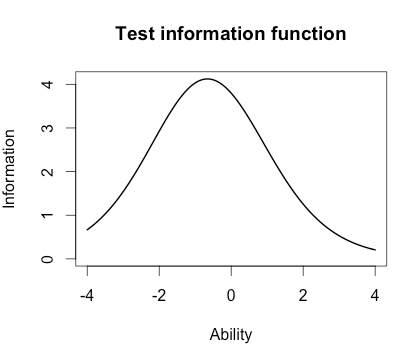 Test information function
Information
4
3
2
1
0
-4 -2 0 2 4
Ability